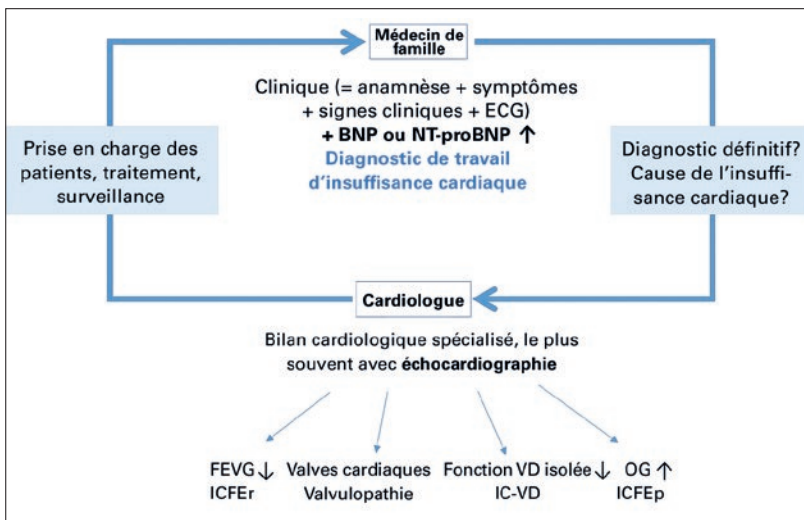 Médecin de
famille
Clinique (= anamnèse + symptômes
+ signes cliniques + ECG)
+ BNP ou NT-proBNP ↑
Diagnostic de travail
d'insuffisance cardiaque
Prise en charge des
patients, traitement,
surveillance
Diagnostic définitif?
Cause de l'insuffi-
sance cardiaque?
Cardiologue
Bilan cardiologique spécialisé, le plus
souvent avec échocardiographie
FEVG ↓
ICFEr
Valves cardiaques
Valvulopathie
Fonction VD isolée ↓
IC-VD
OG ↑
ICFEp